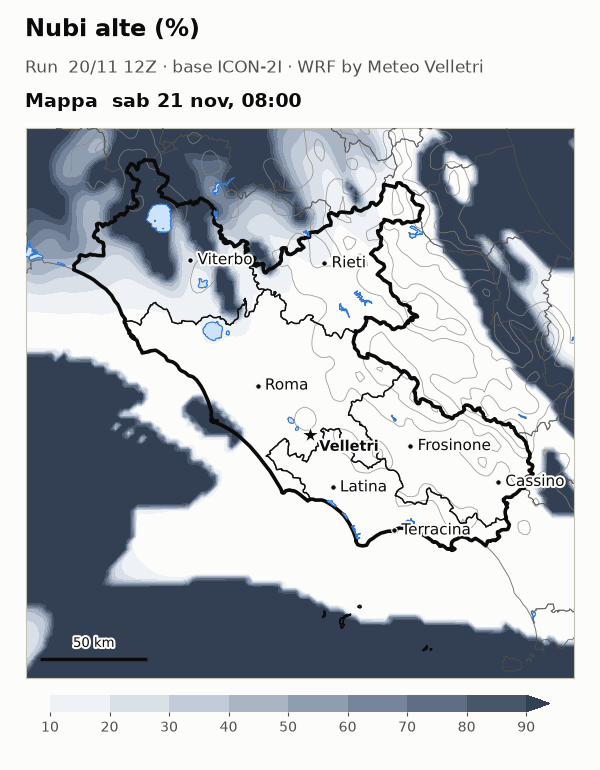 Nubi alte (%)
Run 20/11 12Z · base ICON-2I · WRF by Meteo Velletri
Mappa sab 21 nov, 08:00
Viterbo
Rieti
Roma
Velletri
Frosinone
Cassino
Latina
Terracina
50 km
10 20 30 40 50 60 70 80 90